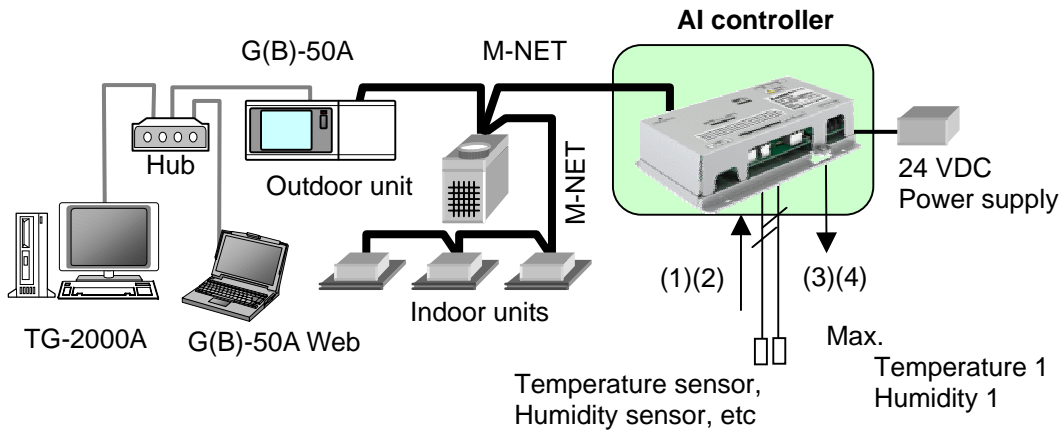 AI controller
G(B)-50A
M-NET
Hub
Outdoor unit
M-NET
24 VDC
Power supply
(1)(2)
(3)(4)
Indoor units
TG-2000A
G(B)-50A Web
Max.
Temperature 1
Humidity 1
Temperature sensor,
Humidity sensor, etc